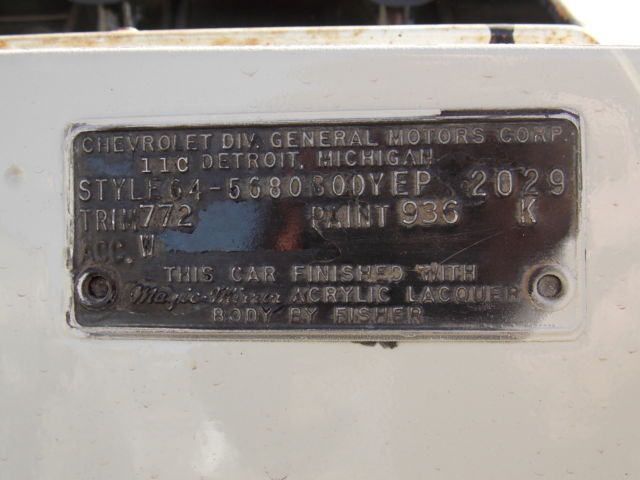 CHEVROLET DIV. GENERAL MOTORS CORP.
11C DETROIT, MICHIGAN
STYLE 64-5680 BODY EP 2029
TRIM 772 PAINT 936 K
ACC. W
THIS CAR FINISHED WITH
Magic-Mirror ACRYLIC LACQUER
BODY BY FISHER